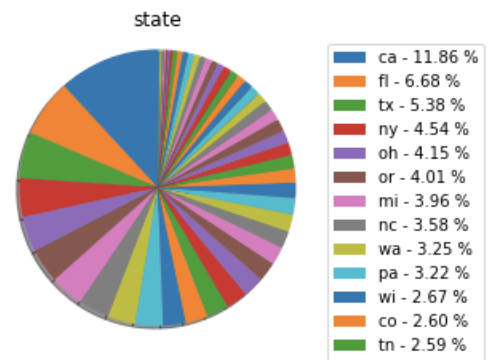 state
ca - 11.86 %
fl - 6.68 %
tx - 5.38 %
ny - 4.54 %
oh - 4.15 %
or - 4.01 %
mi - 3.96 %
nc - 3.58 %
wa - 3.25 %
pa - 3.22 %
wi - 2.67 %
co - 2.60 %
tn - 2.59 %